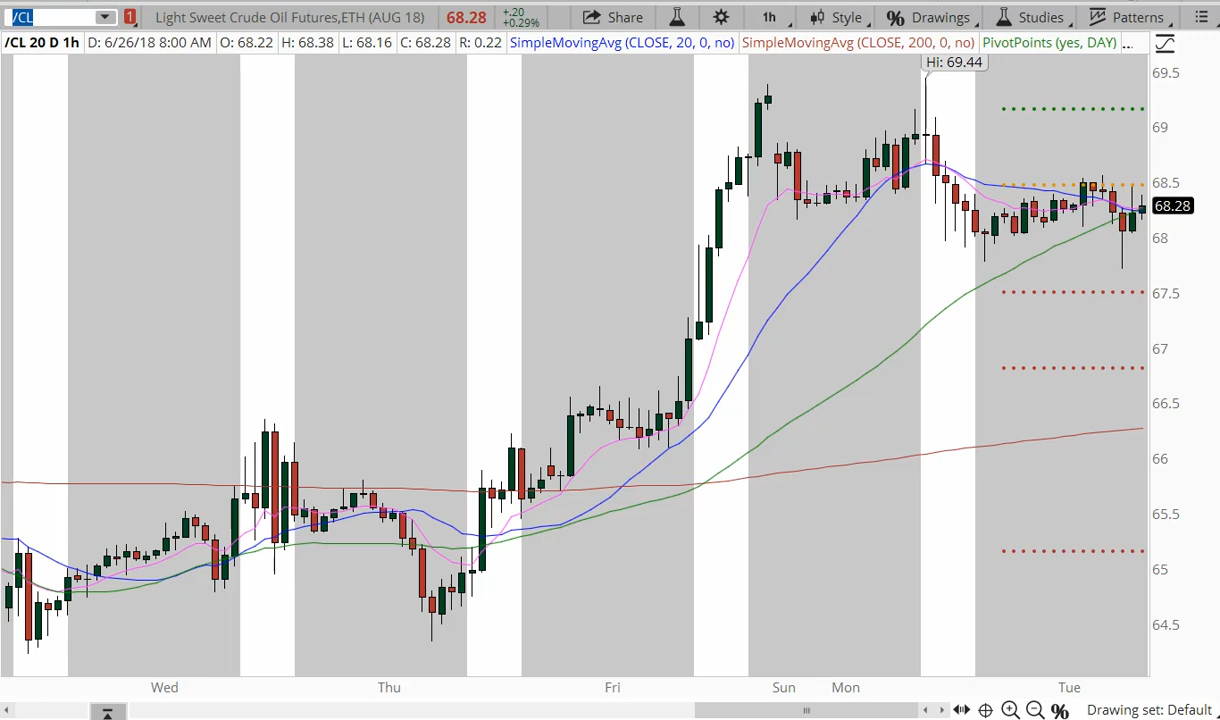 /CL 1 Light Sweet Crude Oil Futures,ETH (AUG 18) 68.28 +.20 +0.29% Share 1h Style Drawings Studies Patterns
/CL 20 D 1h D: 6/26/18 8:00 AM O: 68.22 H: 68.38 L: 68.16 C: 68.28 R: 0.22 SimpleMovingAvg (CLOSE, 20, 0, no) SimpleMovingAvg (CLOSE, 200, 0, no) PivotPoints (yes, DAY) ...
Hi: 69.44
69.5
69
68.5
68.28
68
67.5
67
66.5
66
65.5
65
64.5
Wed Thu Fri Sun Mon Tue
Drawing set: Default